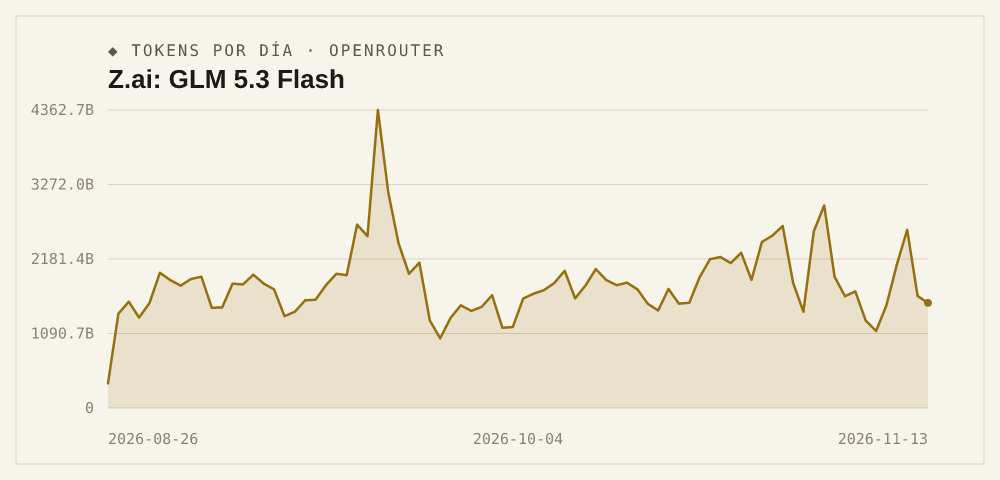 ◆ TOKENS POR DÍA · OPENROUTER
Z.ai: GLM 5.3 Flash
4362.7B
3272.0B
2181.4B
1090.7B
0
2026-08-26 2026-10-04 2026-11-13